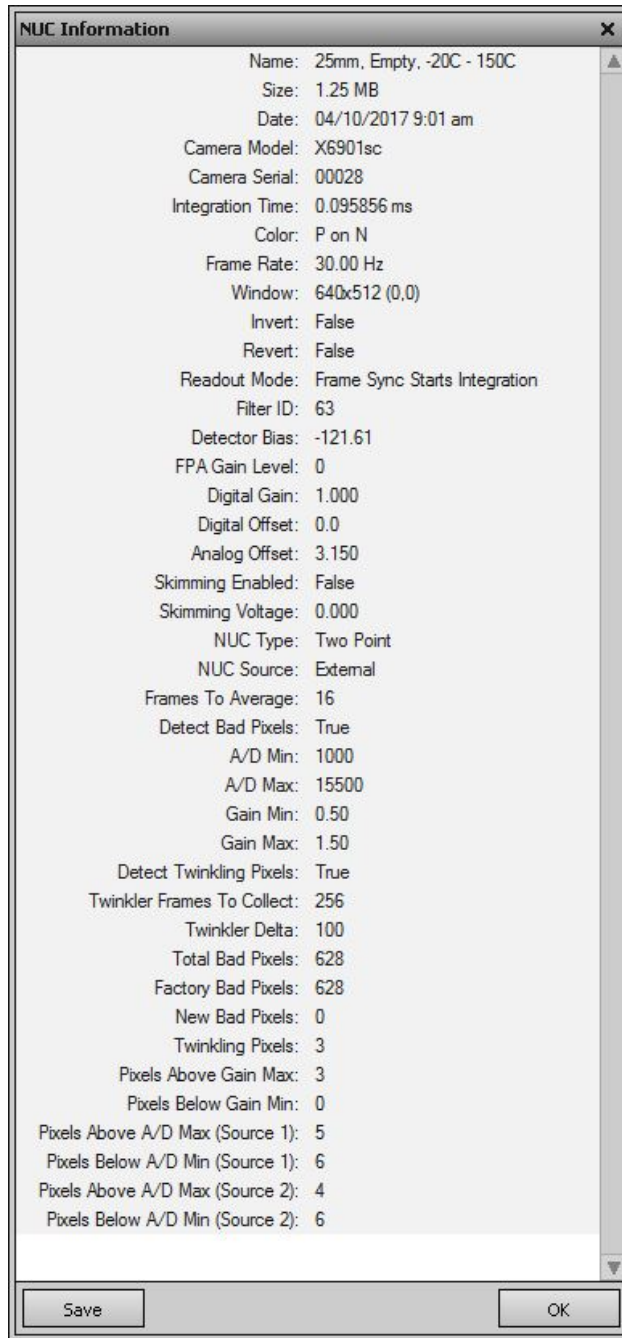 NUC Information
Name: 25mm, Empty, -20C - 150C
Size: 1.25 MB
Date: 04/10/2017 9:01 am
Camera Model: X6901sc
Camera Serial: 00028
Integration Time: 0.095856 ms
Color: P on N
Frame Rate: 30.00 Hz
Window: 640x512 (0,0)
Invert: False
Revert: False
Readout Mode: Frame Sync Starts Integration
Filter ID: 63
Detector Bias: -121.61
FPA Gain Level: 0
Digital Gain: 1.000
Digital Offset: 0.0
Analog Offset: 3.150
Skimming Enabled: False
Skimming Voltage: 0.000
NUC Type: Two Point
NUC Source: External
Frames To Average: 16
Detect Bad Pixels: True
A/D Min: 1000
A/D Max: 15500
Gain Min: 0.50
Gain Max: 1.50
Detect Twinkling Pixels: True
Twinkler Frames To Collect: 256
Twinkler Delta: 100
Total Bad Pixels: 628
Factory Bad Pixels: 628
New Bad Pixels: 0
Twinkling Pixels: 3
Pixels Above Gain Max: 3
Pixels Below Gain Min: 0
Pixels Above A/D Max (Source 1): 5
Pixels Below A/D Min (Source 1): 6
Pixels Above A/D Max (Source 2): 4
Pixels Below A/D Min (Source 2): 6
Save OK